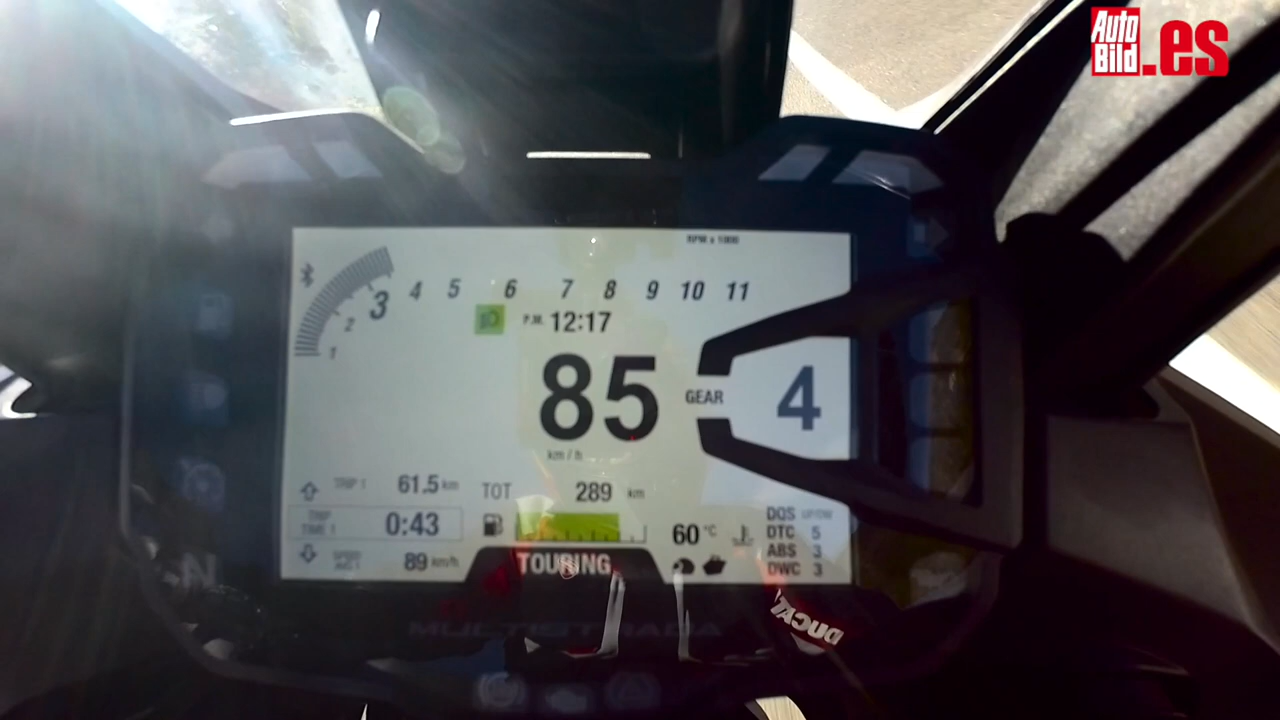 Auto
Bild
.es
RPM x 1000
1 2 3 4 5 6 7 8 9 10 11
P.M. 12:17
85
km/h
GEAR
4
TRIP 1 61.5 km
TOT 289 km
TRIP
TIME 1 0:43
SPEED
89 km/h
60 °C
DQS UP/DW
DTC 5
ABS 3
DWC 3
TOURING
N
MULTISTRADA
DUCATI